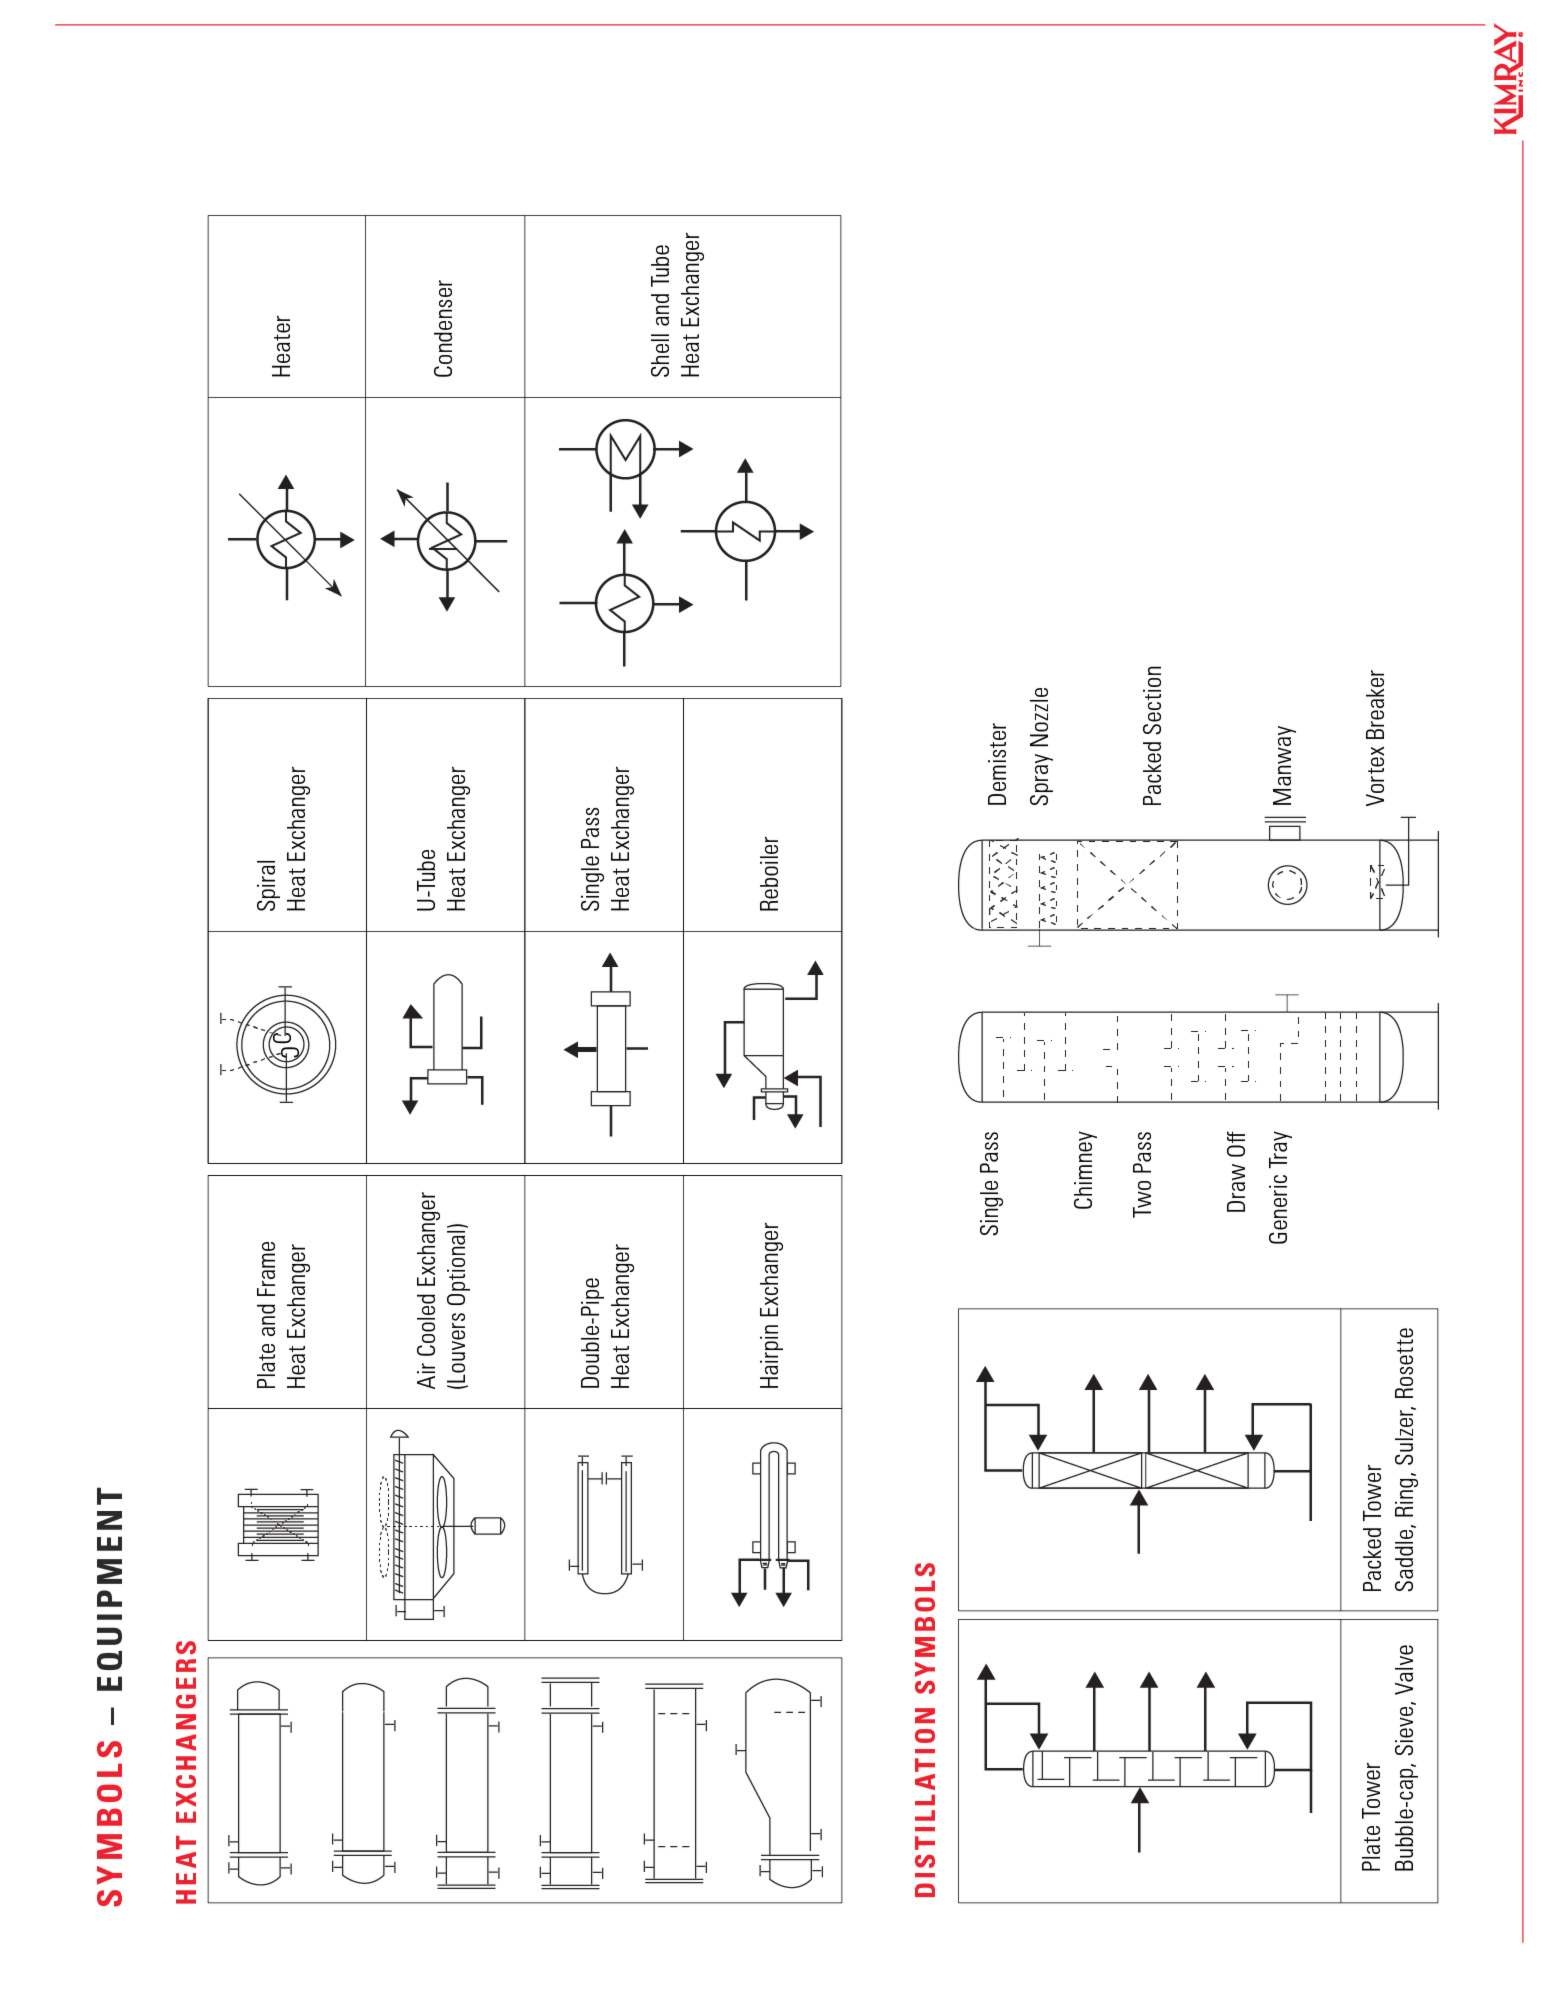 SYMBOLS – EQUIPMENT
HEAT EXCHANGERS
Plate and Frame
Heat Exchanger
Air Cooled Exchanger
(Louvers Optional)
Double-Pipe
Heat Exchanger
Hairpin Exchanger
Spiral
Heat Exchanger
U-Tube
Heat Exchanger
Single Pass
Heat Exchanger
Reboiler
Heater
Condenser
Shell and Tube
Heat Exchanger
DISTILLATION SYMBOLS
Plate Tower
Bubble-cap, Sieve, Valve
Packed Tower
Saddle, Ring, Sulzer, Rosette
Single Pass
Chimney
Two Pass
Draw Off
Generic Tray
Demister
Spray Nozzle
Packed Section
Manway
Vortex Breaker
KIMRAY
INC